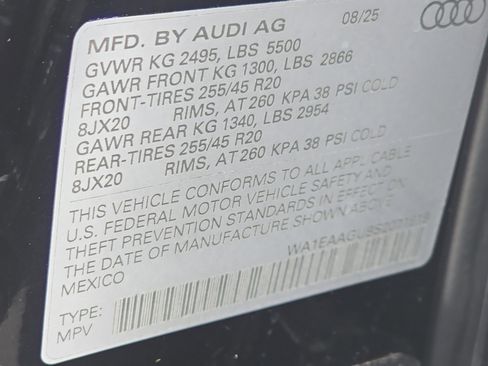 MFD. BY AUDI AG 08/25
GVWR KG 2495, LBS 5500
GAWR FRONT KG 1300, LBS 2866
FRONT-TIRES 255/45 R20
8JX20 RIMS, AT 260 KPA 38 PSI COLD
GAWR REAR KG 1340, LBS 2954
REAR-TIRES 255/45 R20
8JX20 RIMS, AT 260 KPA 38 PSI COLD
THIS VEHICLE CONFORMS TO ALL APPLICABLE
U.S. FEDERAL MOTOR VEHICLE SAFETY AND
THEFT PREVENTION STANDARDS IN EFFECT ON
THE DATE OF MANUFACTURE SHOWN ABOVE
MEXICO
TYPE:
MPV